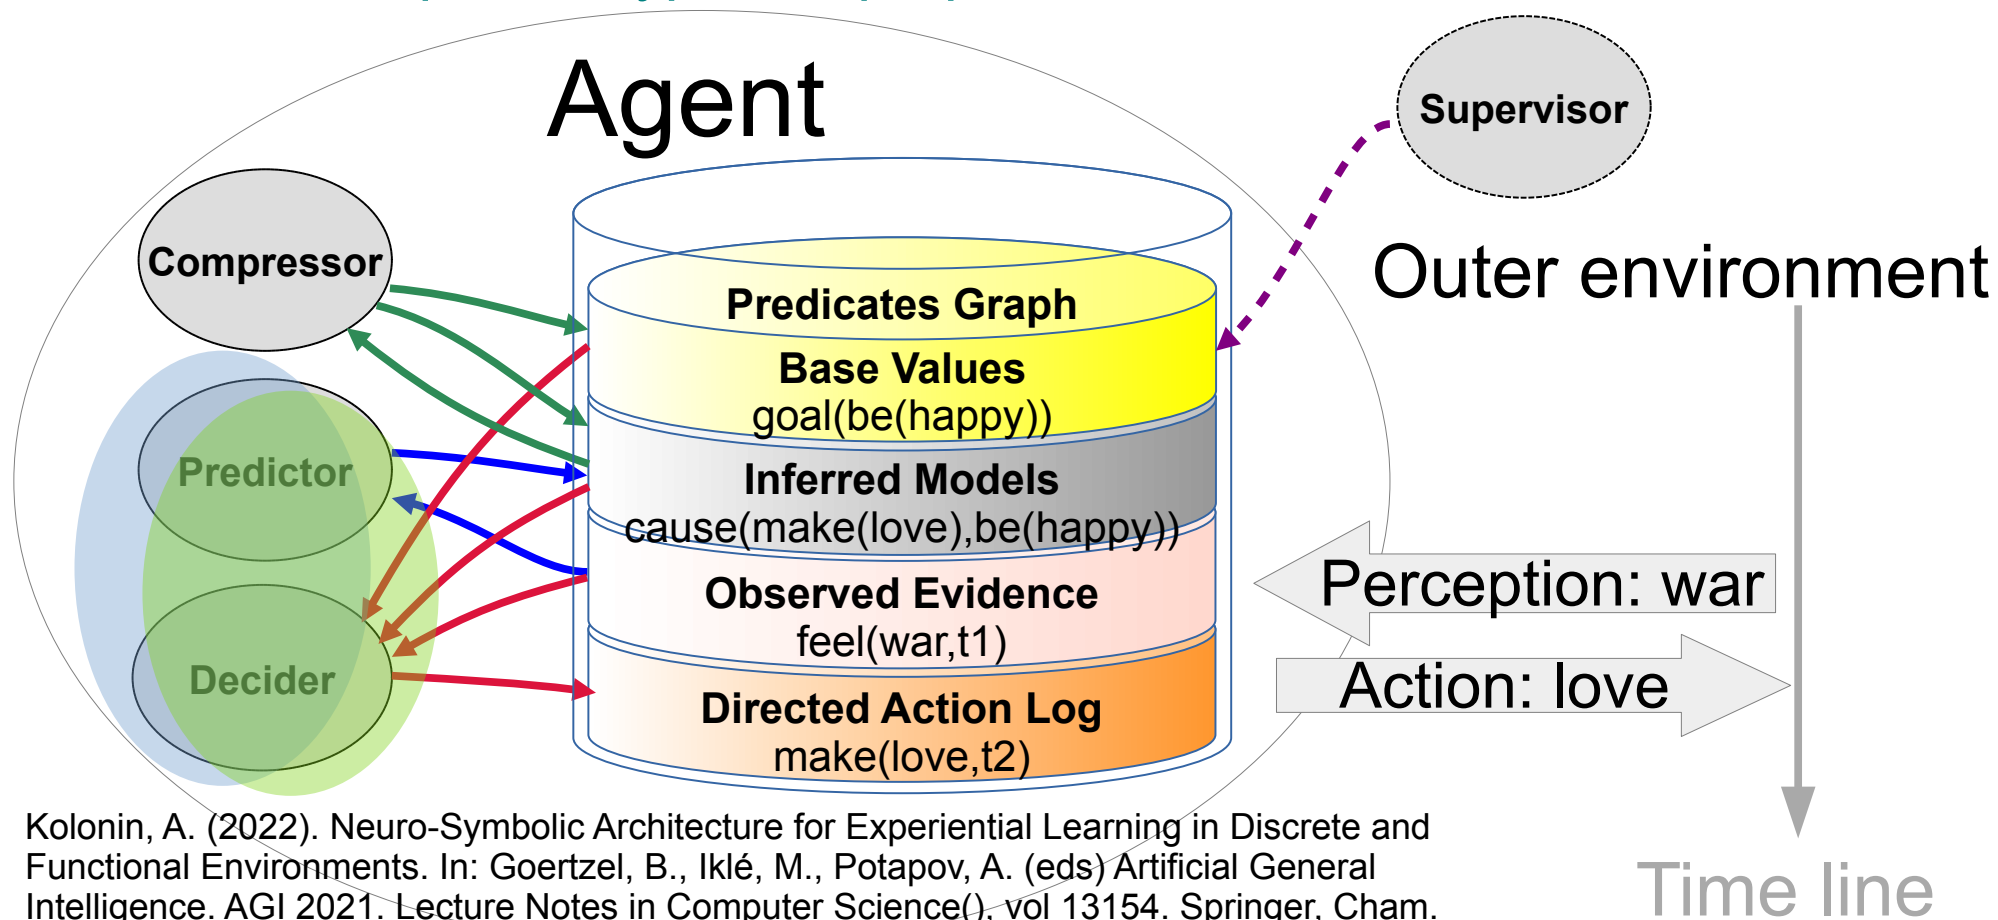 Agent
Supervisor
Compressor
Outer environment
Predicates Graph
Base Values
goal(be(happy))
Predictor
Inferred Models
cause(make(love),be(happy))
Perception: war
Observed Evidence
feel(war,t1)
Action: love
Decider
Directed Action Log
make(love,t2)
Kolonin, A. (2022). Neuro-Symbolic Architecture for Experiential Learning in Discrete and
Functional Environments. In: Goertzel, B., Iklé, M., Potapov, A. (eds) Artificial General
Intelligence. AGI 2021. Lecture Notes in Computer Science(), vol 13154. Springer, Cham.
Time line